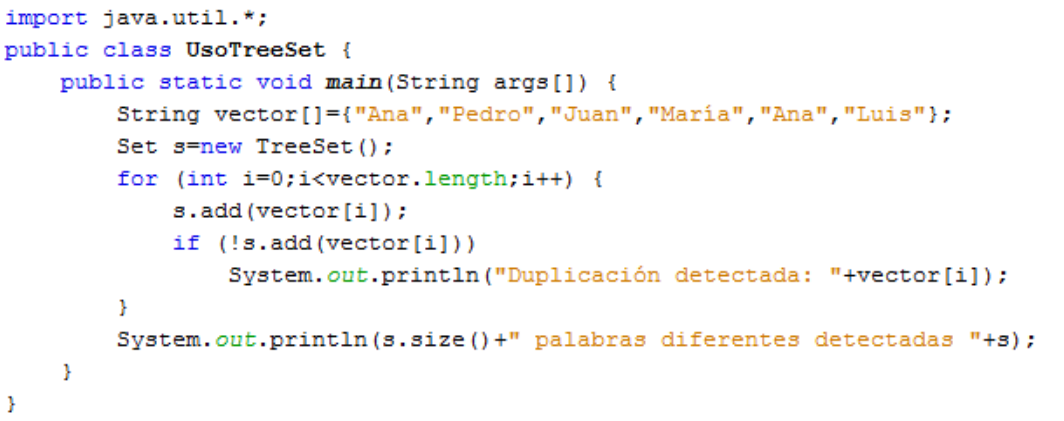 import java.util.*;
public class UsoTreeSet {
    public static void main(String args[]) {
        String vector[]={"Ana","Pedro","Juan","María","Ana","Luis"};
        Set s=new TreeSet();
        for (int i=0;i<vector.length;i++) {
            s.add(vector[i]);
            if (!s.add(vector[i]))
                System.out.println("Duplicación detectada: "+vector[i]);
        }
        System.out.println(s.size()+" palabras diferentes detectadas "+s);
    }
}